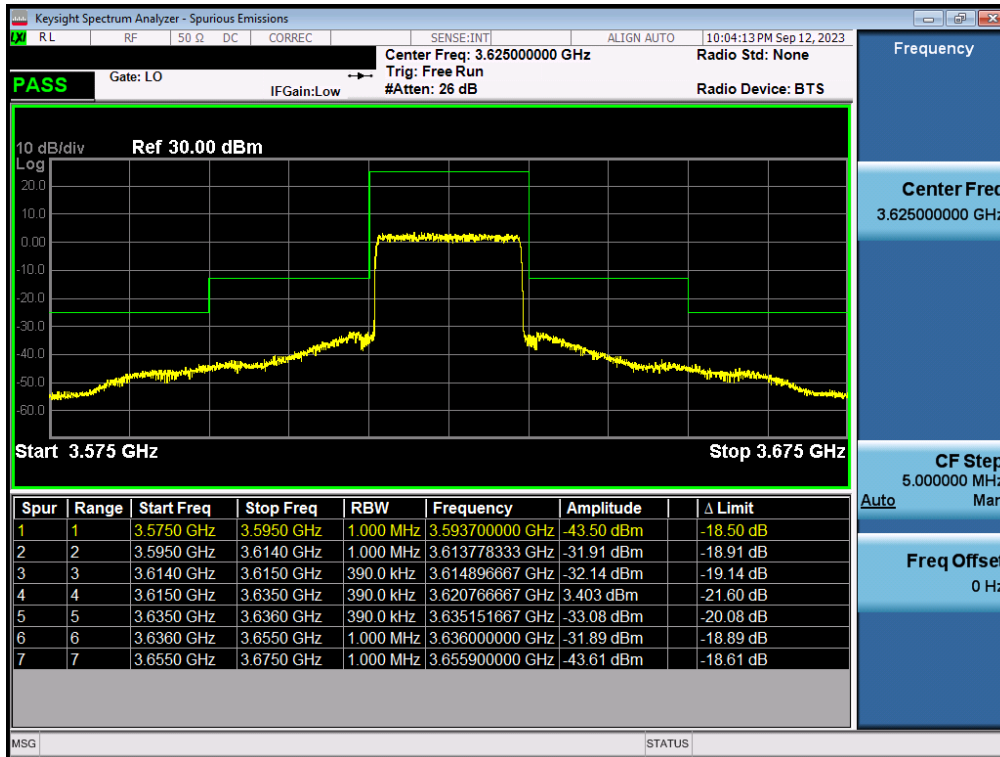 Keysight Spectrum Analyzer - Spurious Emissions
LXI RL RF 50 Ω DC CORREC SENSE:INT ALIGN AUTO 10:04:13 PM Sep 12, 2023
Center Freq: 3.625000000 GHz Radio Std: None
PASS Gate: LO Trig: Free Run
IFGain:Low #Atten: 26 dB Radio Device: BTS
10 dB/div Ref 30.00 dBm
Log
20.0
10.0
0.00
-10.0
-20.0
-30.0
-40.0
-50.0
-60.0
Start 3.575 GHz Stop 3.675 GHz
Spur Range Start Freq Stop Freq RBW Frequency Amplitude Δ Limit
1 1 3.5750 GHz 3.5950 GHz 1.000 MHz 3.593700000 GHz -43.50 dBm -18.50 dB
2 2 3.5950 GHz 3.6140 GHz 1.000 MHz 3.613778333 GHz -31.91 dBm -18.91 dB
3 3 3.6140 GHz 3.6150 GHz 390.0 kHz 3.614896667 GHz -32.14 dBm -19.14 dB
4 4 3.6150 GHz 3.6350 GHz 390.0 kHz 3.620766667 GHz 3.403 dBm -21.60 dB
5 5 3.6350 GHz 3.6360 GHz 390.0 kHz 3.635151667 GHz -33.08 dBm -20.08 dB
6 6 3.6360 GHz 3.6550 GHz 1.000 MHz 3.636000000 GHz -31.89 dBm -18.89 dB
7 7 3.6550 GHz 3.6750 GHz 1.000 MHz 3.655900000 GHz -43.61 dBm -18.61 dB
MSG STATUS
Frequency
Center Freq
3.625000000 GHz
CF Step
5.000000 MHz
Auto Man
Freq Offset
0 Hz